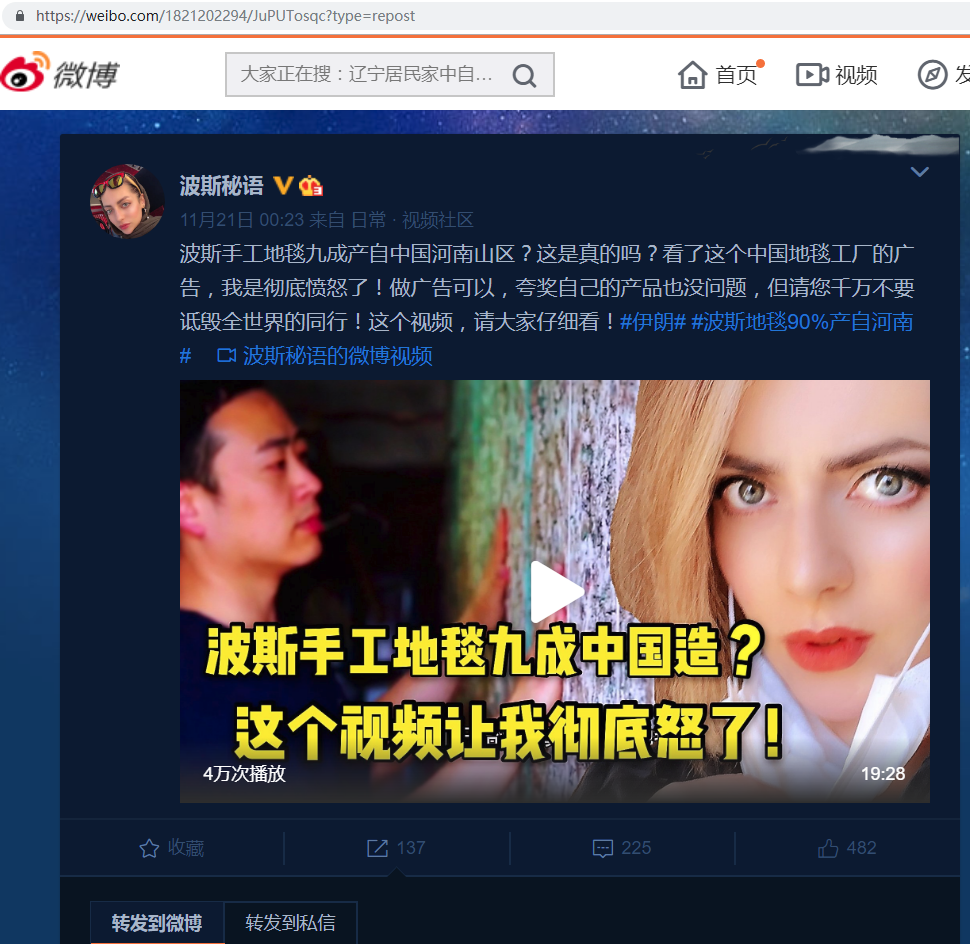 https://weibo.com/1821202294/JuPUTosqc?type=repost
微博
大家正在搜：辽宁居民家中自...
首页
视频
发
波斯秘语 V
11月21日 00:23 来自 日常 · 视频社区
波斯手工地毯九成产自中国河南山区？这是真的吗？看了这个中国地毯工厂的广
告，我是彻底愤怒了！做广告可以，夸奖自己的产品也没问题，但请您千万不要
诋毁全世界的同行！这个视频，请大家仔细看！#伊朗# #波斯地毯90%产自河南
# 波斯秘语的微博视频
波斯手工地毯九成中国造？
这个视频让我彻底怒了！
4万次播放
19:28
收藏
137
225
482
转发到微博
转发到私信